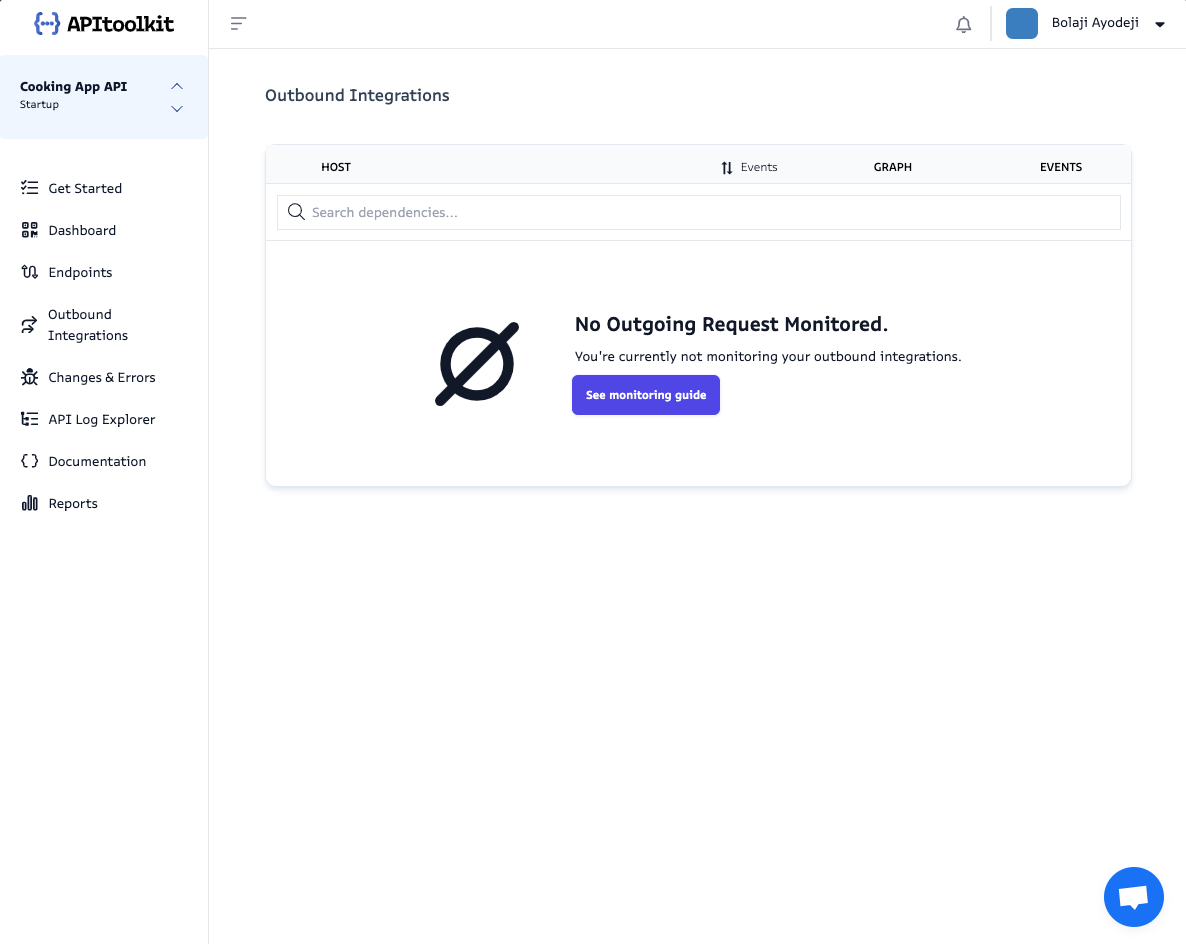 APItoolkit
Bolaji Ayodeji
Cooking App API
Startup
Get Started
Dashboard
Endpoints
Outbound
Integrations
Changes & Errors
API Log Explorer
Documentation
Reports
Outbound Integrations
HOST Events GRAPH EVENTS
Search dependencies...
No Outgoing Request Monitored.
You're currently not monitoring your outbound integrations.
See monitoring guide